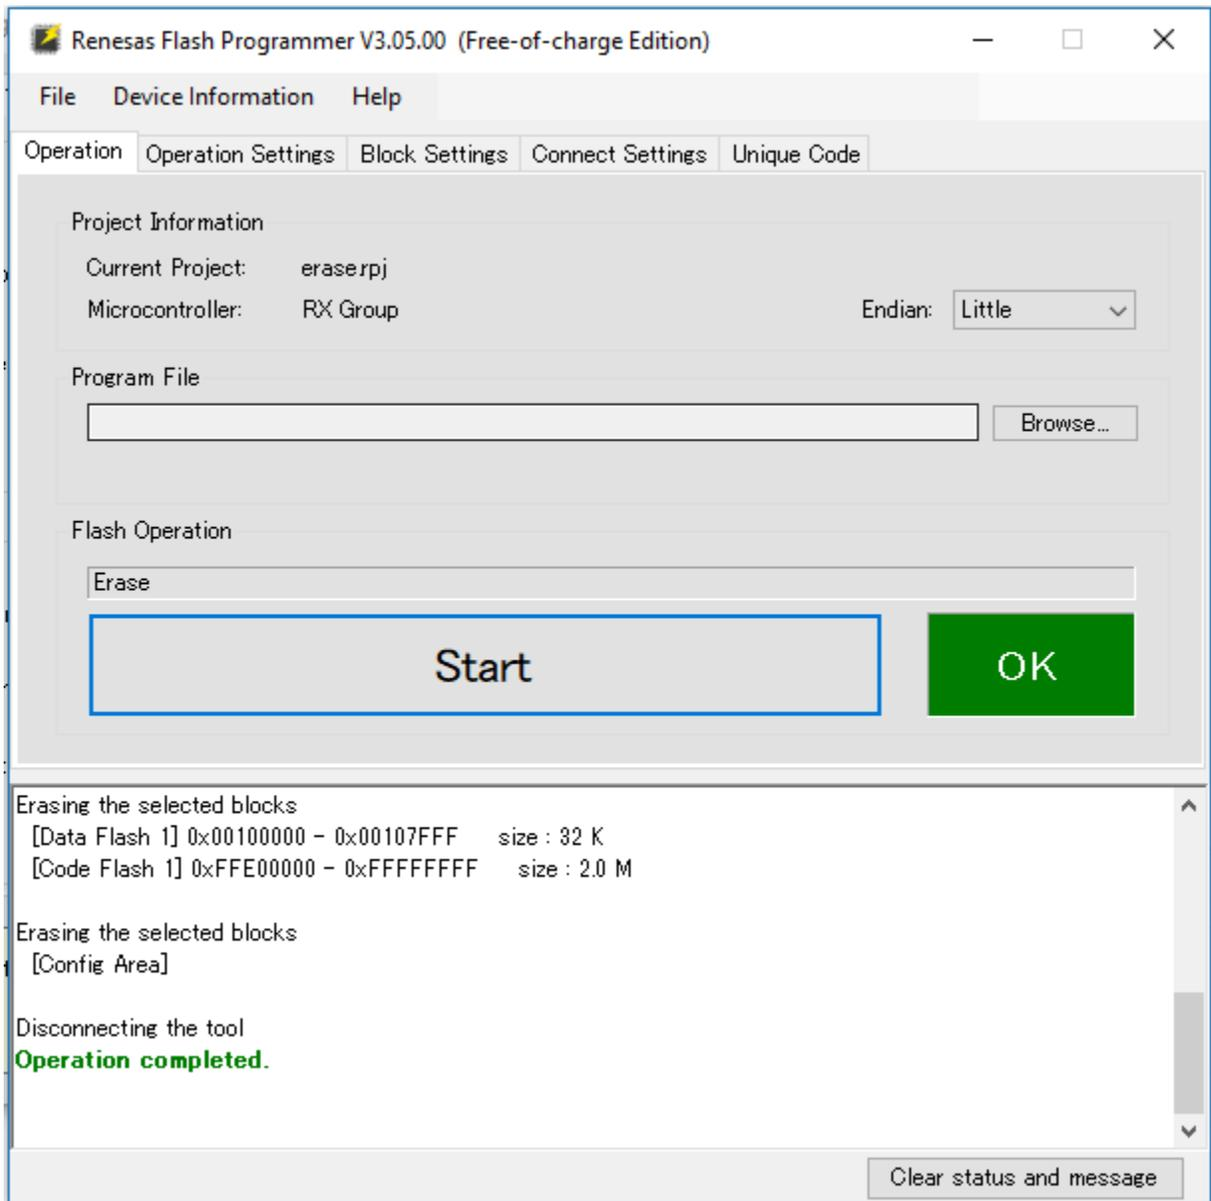 Renesas Flash Programmer V3.05.00 (Free-of-charge Edition)
File Device Information Help
Operation Operation Settings Block Settings Connect Settings Unique Code
Project Information
Current Project: erase.rpj
Microcontroller: RX Group Endian: Little
Program File
Browse...
Flash Operation
Erase
Start OK
Erasing the selected blocks
[Data Flash 1] 0x00100000 - 0x00107FFF size : 32 K
[Code Flash 1] 0xFFE00000 - 0xFFFFFFFF size : 2.0 M
Erasing the selected blocks
[Config Area]
Disconnecting the tool
Operation completed.
Clear status and message